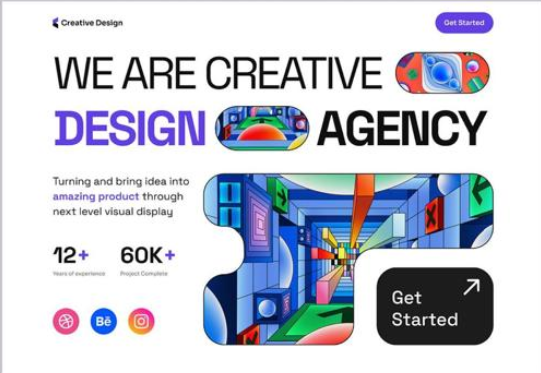 Creative Design
Get Started
WE ARE CREATIVE
DESIGN AGENCY
Turning and bring idea into
amazing product through
next level visual display
12+ 60K+
Years of experience Project Complete
Bē
Get
Started